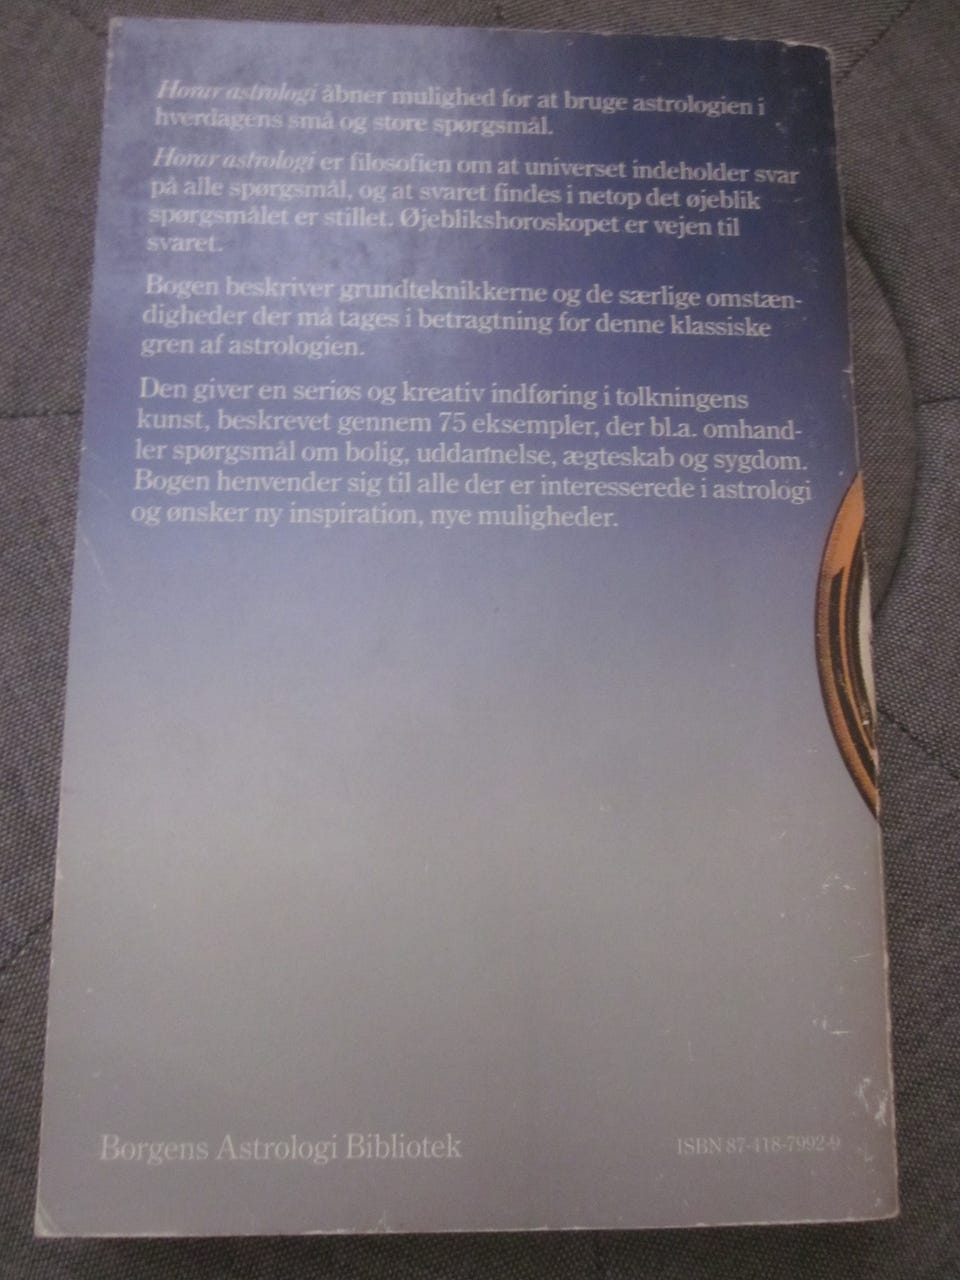 Horar astrologi åbner mulighed for at bruge astrologien i
hverdagens små og store spørgsmål.
Horar astrologi er filosofien om at universet indeholder svar
på alle spørgsmål, og at svaret findes i netop det øjeblik
spørgsmålet er stillet. Øjeblikshoroskopet er vejen til
svaret.
Bogen beskriver grundteknikkerne og de særlige omstæn-
digheder der må tages i betragtning for denne klassiske
gren af astrologien.
Den giver en seriøs og kreativ indføring i tolkningens
kunst, beskrevet gennem 75 eksempler, der bl.a. omhand-
ler spørgsmål om bolig, uddannelse, ægteskab og sygdom.
Bogen henvender sig til alle der er interesserede i astrologi
og ønsker ny inspiration, nye muligheder.
Borgens Astrologi Bibliotek
ISBN 87-418-7992-9